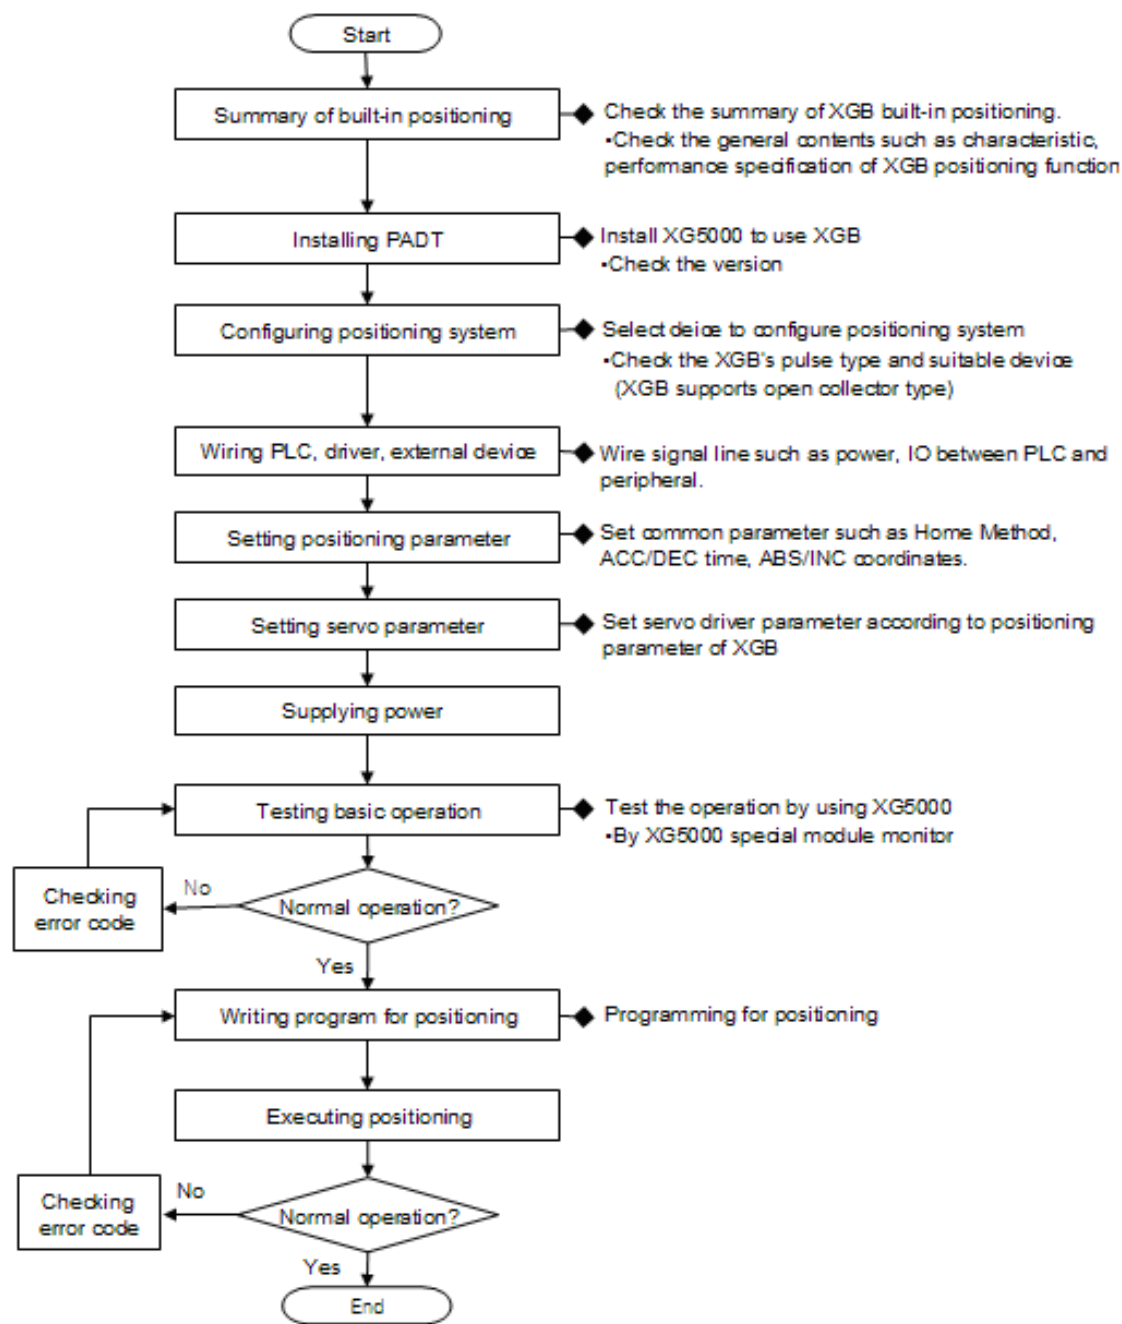 Start
Summary of built-in positioning
Check the summary of XGB built-in positioning.
•Check the general contents such as characteristic,
performance specification of XGB positioning function
Installing PADT
Install XG5000 to use XGB
•Check the version
Configuring positioning system
Select deice to configure positioning system
•Check the XGB's pulse type and suitable device
(XGB supports open collector type)
Wiring PLC, driver, external device
Wire signal line such as power, IO between PLC and
peripheral.
Setting positioning parameter
Set common parameter such as Home Method,
ACC/DEC time, ABS/INC coordinates.
Setting servo parameter
Set servo driver parameter according to positioning
parameter of XGB
Supplying power
Testing basic operation
Test the operation by using XG5000
•By XG5000 special module monitor
Checking
error code
No
Normal operation?
Yes
Writing program for positioning
Programming for positioning
Executing positioning
Checking
error code
No
Normal operation?
Yes
End